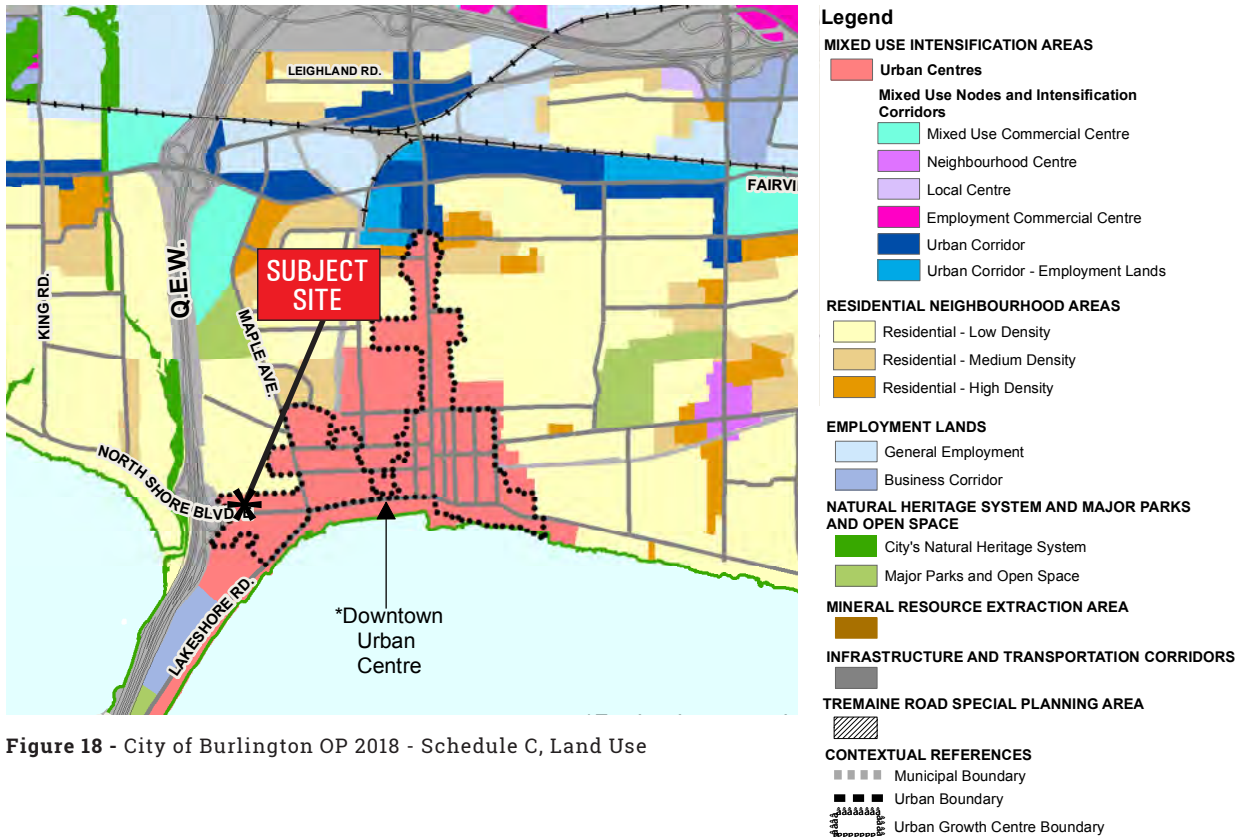 LEIGHLAND RD.
FAIRVI
KING RD.
Q.E.W.
SUBJECT
SITE
MAPLE AVE.
NORTH SHORE BLVD.
LAKESHORE RD.
*Downtown
Urban
Centre
Figure 18 - City of Burlington OP 2018 - Schedule C, Land Use
Legend
MIXED USE INTENSIFICATION AREAS
Urban Centres
Mixed Use Nodes and Intensification
Corridors
Mixed Use Commercial Centre
Neighbourhood Centre
Local Centre
Employment Commercial Centre
Urban Corridor
Urban Corridor - Employment Lands
RESIDENTIAL NEIGHBOURHOOD AREAS
Residential - Low Density
Residential - Medium Density
Residential - High Density
EMPLOYMENT LANDS
General Employment
Business Corridor
NATURAL HERITAGE SYSTEM AND MAJOR PARKS
AND OPEN SPACE
City's Natural Heritage System
Major Parks and Open Space
MINERAL RESOURCE EXTRACTION AREA
INFRASTRUCTURE AND TRANSPORTATION CORRIDORS
TREMAINE ROAD SPECIAL PLANNING AREA
CONTEXTUAL REFERENCES
Municipal Boundary
Urban Boundary
Urban Growth Centre Boundary